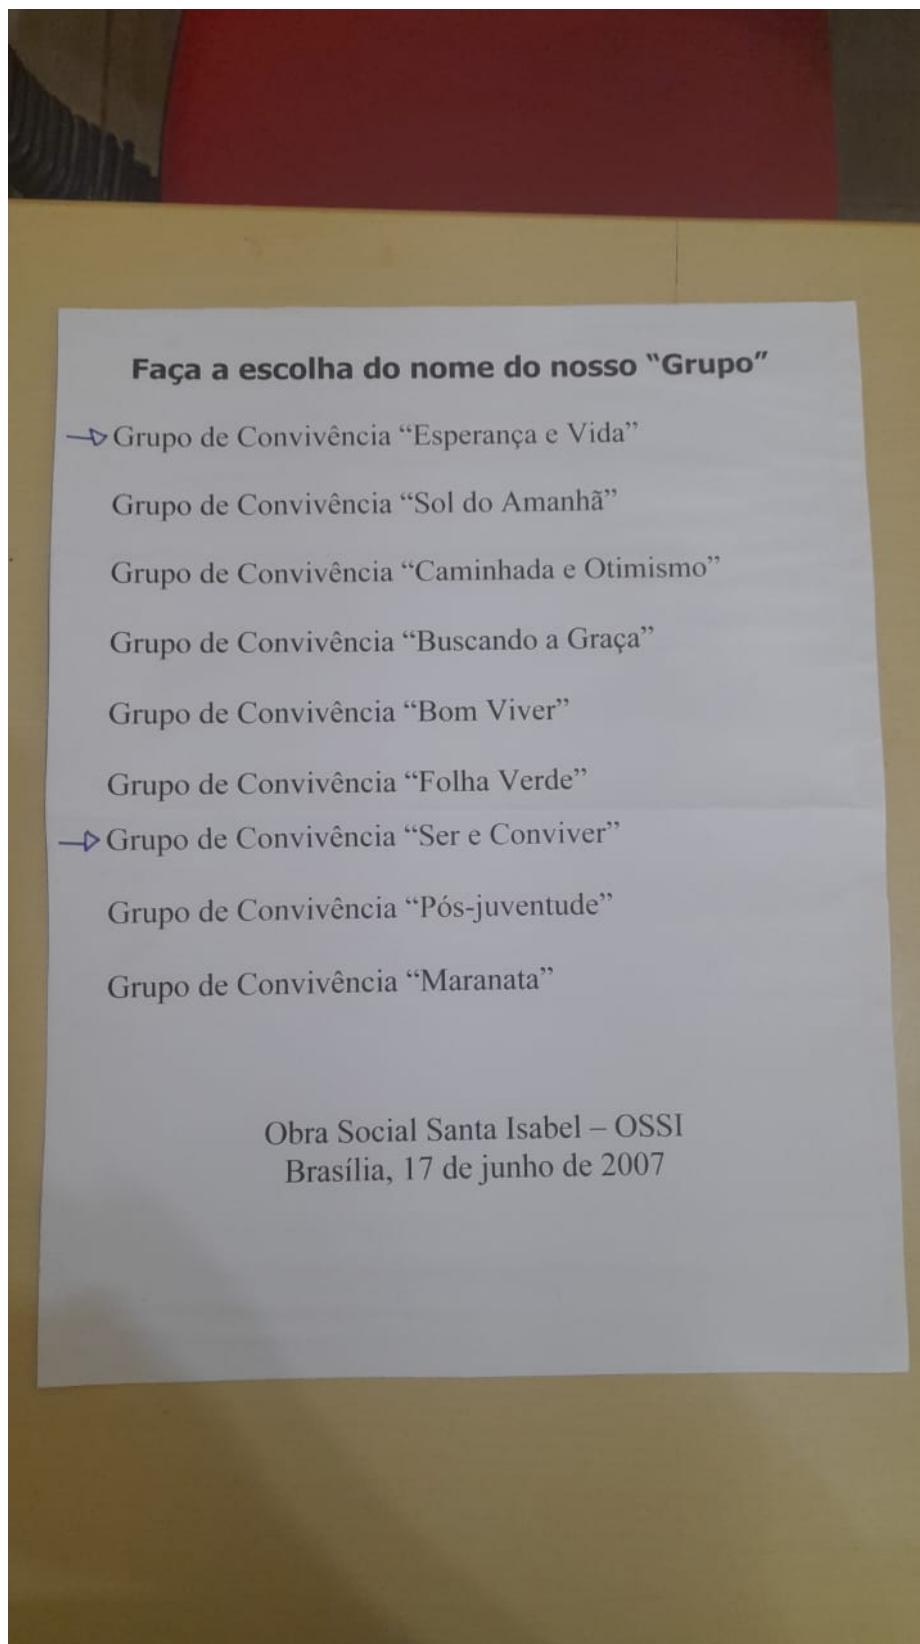 Faça a escolha do nome do nosso “Grupo”
Grupo de Convivência “Esperança e Vida”
Grupo de Convivência “Sol do Amanhã”
Grupo de Convivência “Caminhada e Otimismo”
Grupo de Convivência “Buscando a Graça”
Grupo de Convivência “Bom Viver”
Grupo de Convivência “Folha Verde”
Grupo de Convivência “Ser e Conviver”
Grupo de Convivência “Pós-juventude”
Grupo de Convivência “Maranata”
Obra Social Santa Isabel – OSSI
Brasília, 17 de junho de 2007